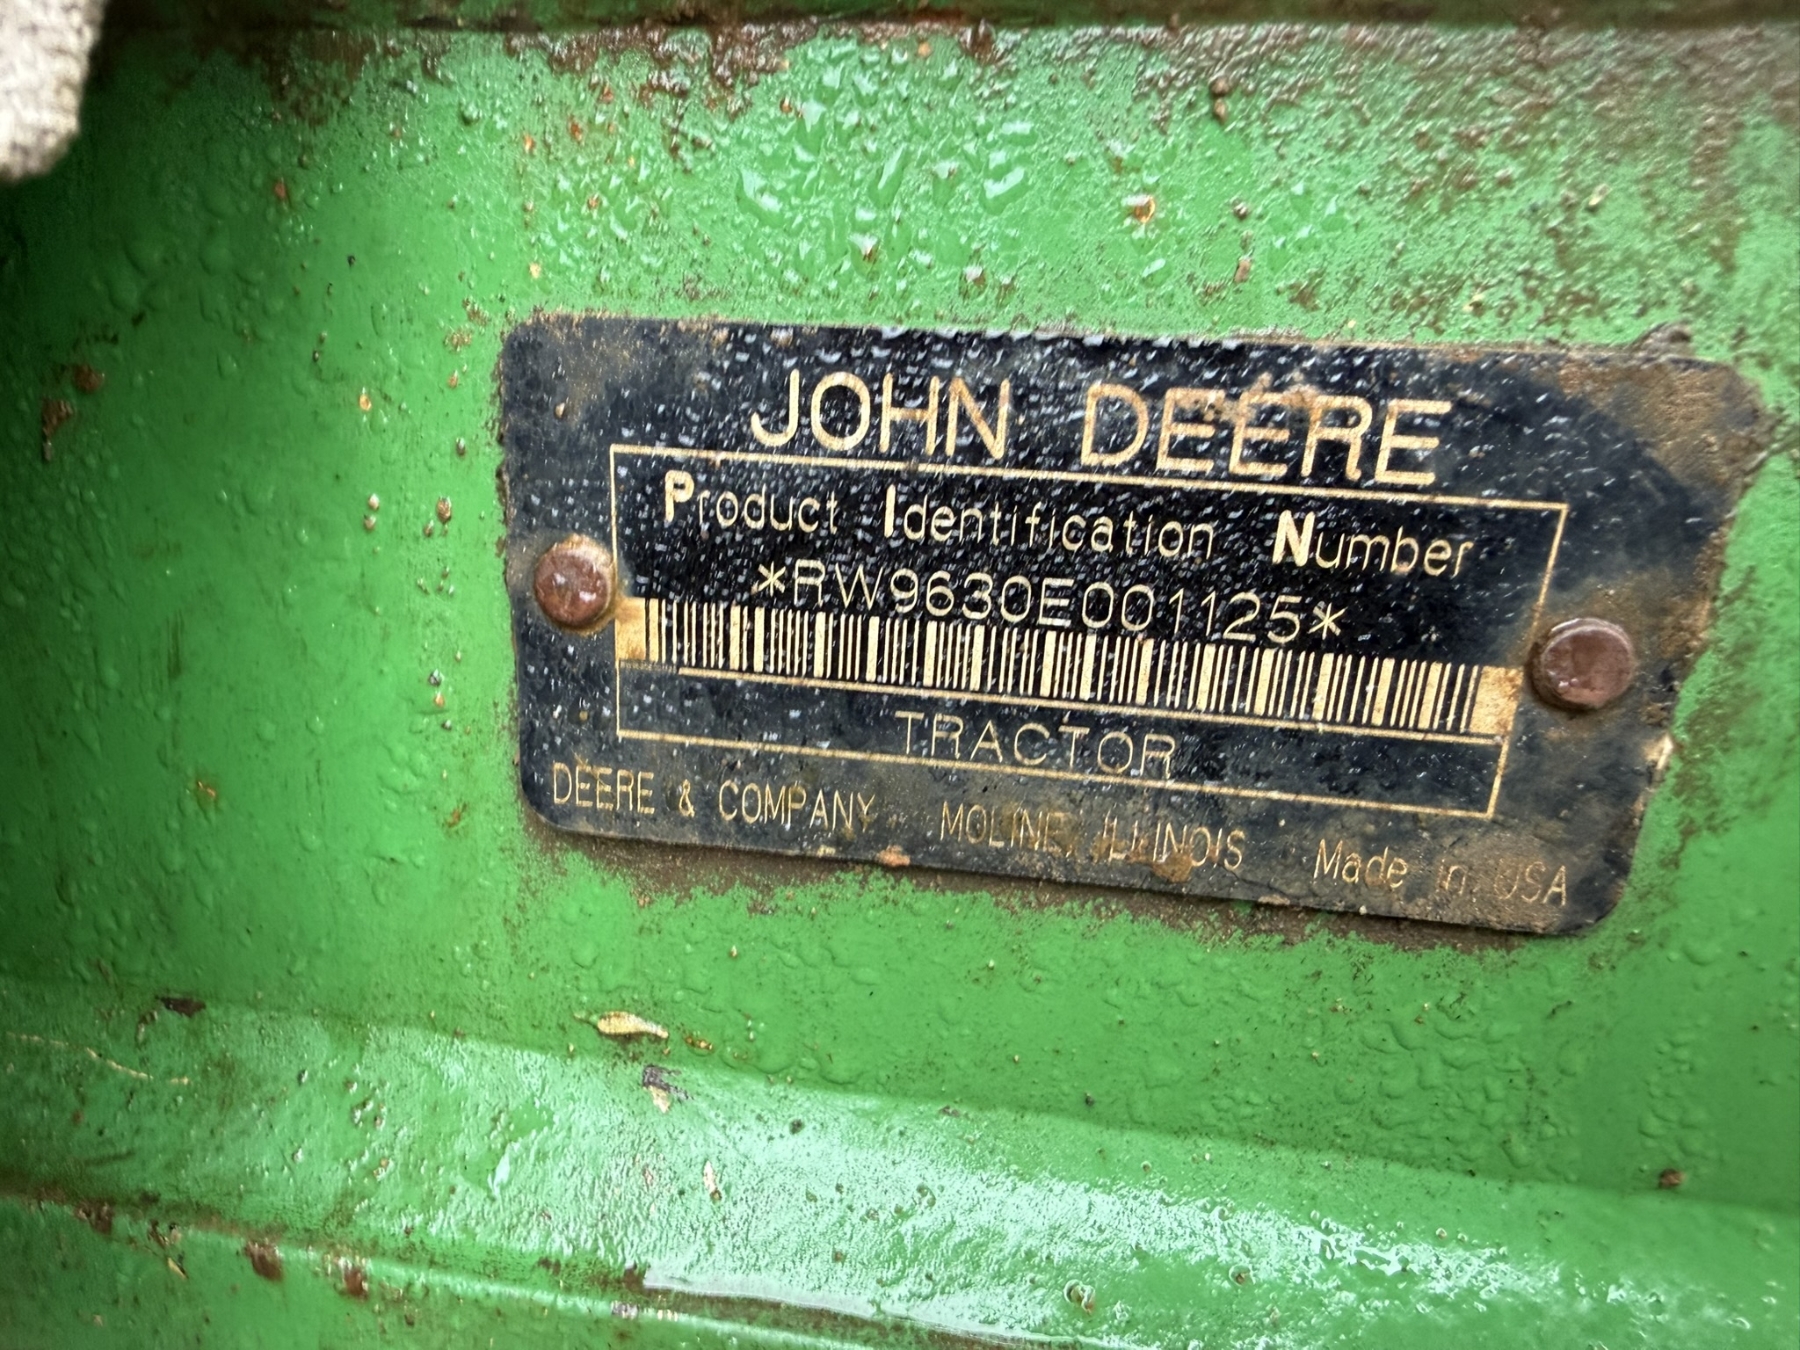 JOHN DEERE
Product Identification Number
*RW9630E001125*
TRACTOR
DEERE & COMPANY MOLINE, ILLINOIS Made in USA